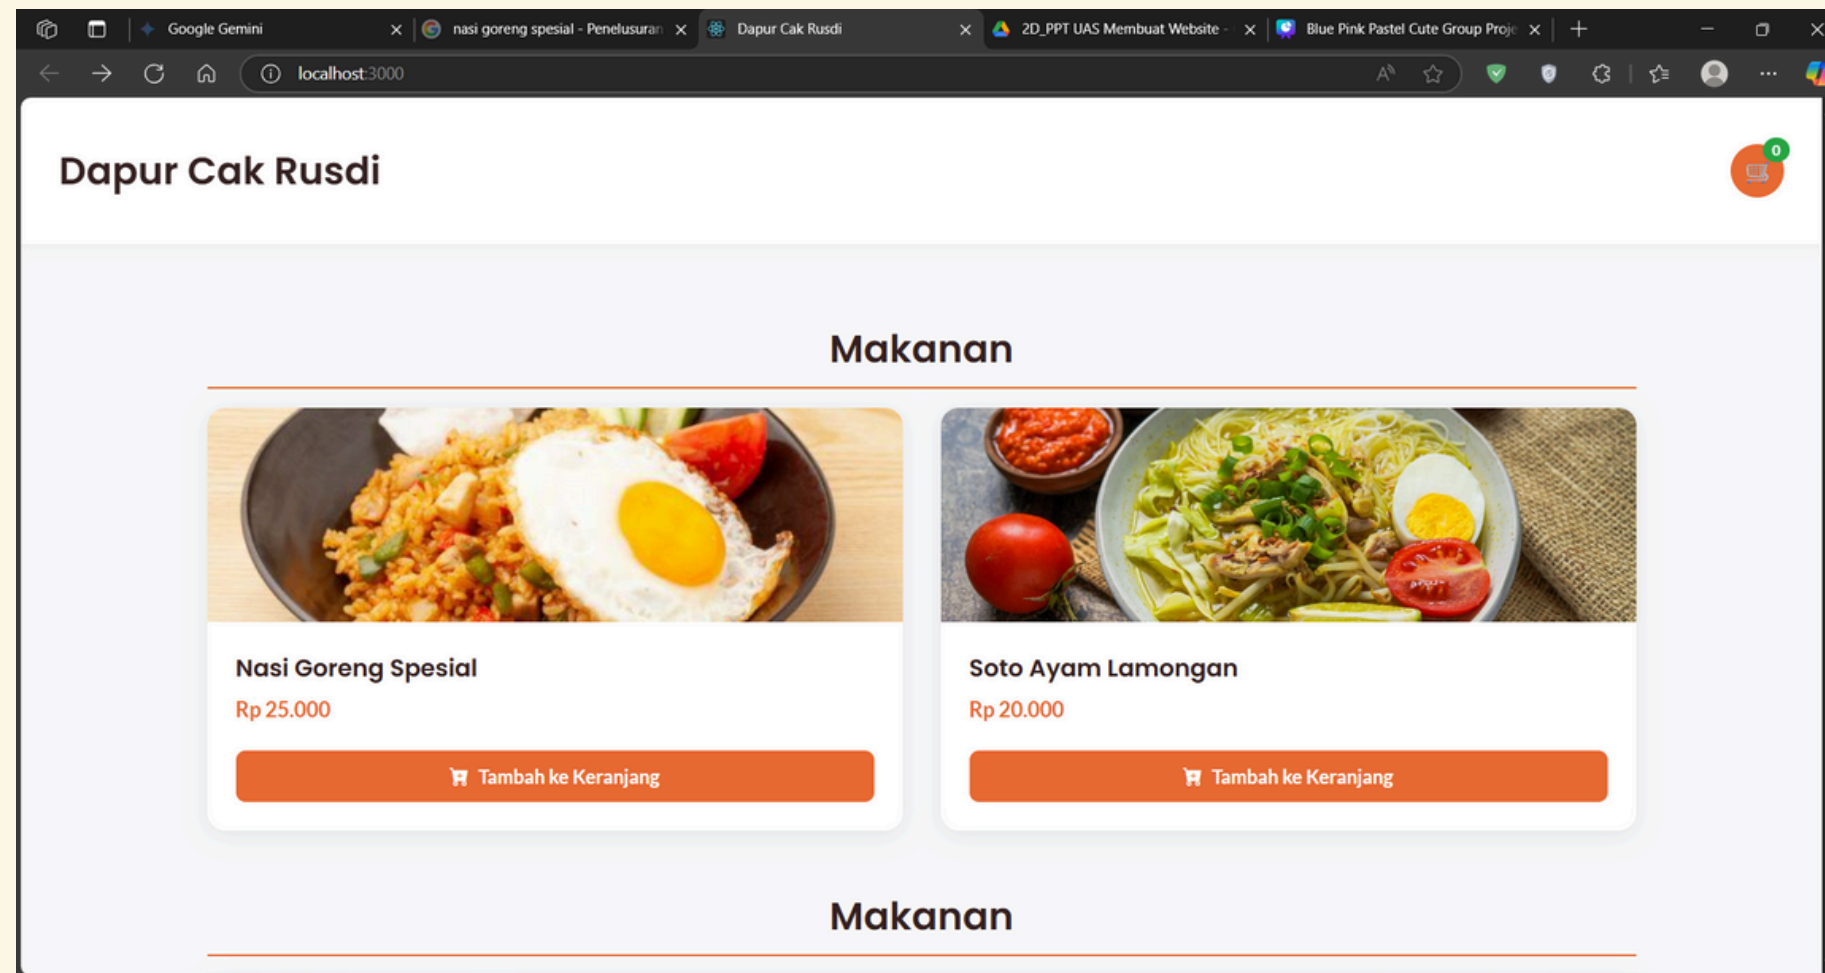 Google Gemini
nasi goreng spesial - Penelusuran
Dapur Cak Rusdi
2D_PPT UAS Membuat Website -
Blue Pink Pastel Cute Group Proje
localhost:3000
Dapur Cak Rusdi
0
Makanan
Nasi Goreng Spesial
Rp 25.000
Tambah ke Keranjang
Soto Ayam Lamongan
Rp 20.000
Tambah ke Keranjang
Makanan